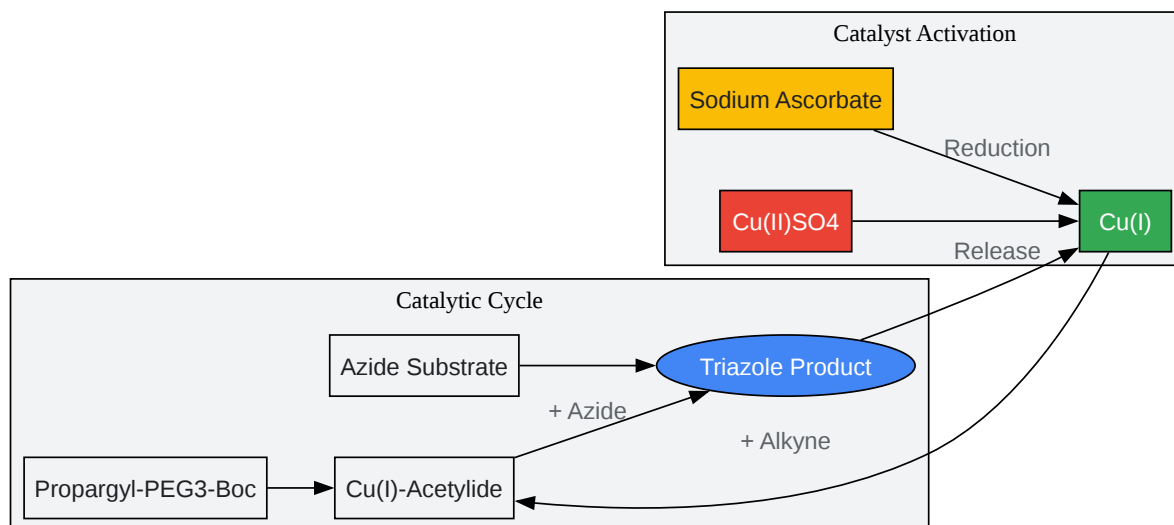 Catalyst Activation
Sodium Ascorbate
Reduction
Cu(II)SO4
Cu(I)
Release
Catalytic Cycle
Azide Substrate
Triazole Product
+ Azide
+ Alkyne
Propargyl-PEG3-Boc
Cu(I)-Acetylide